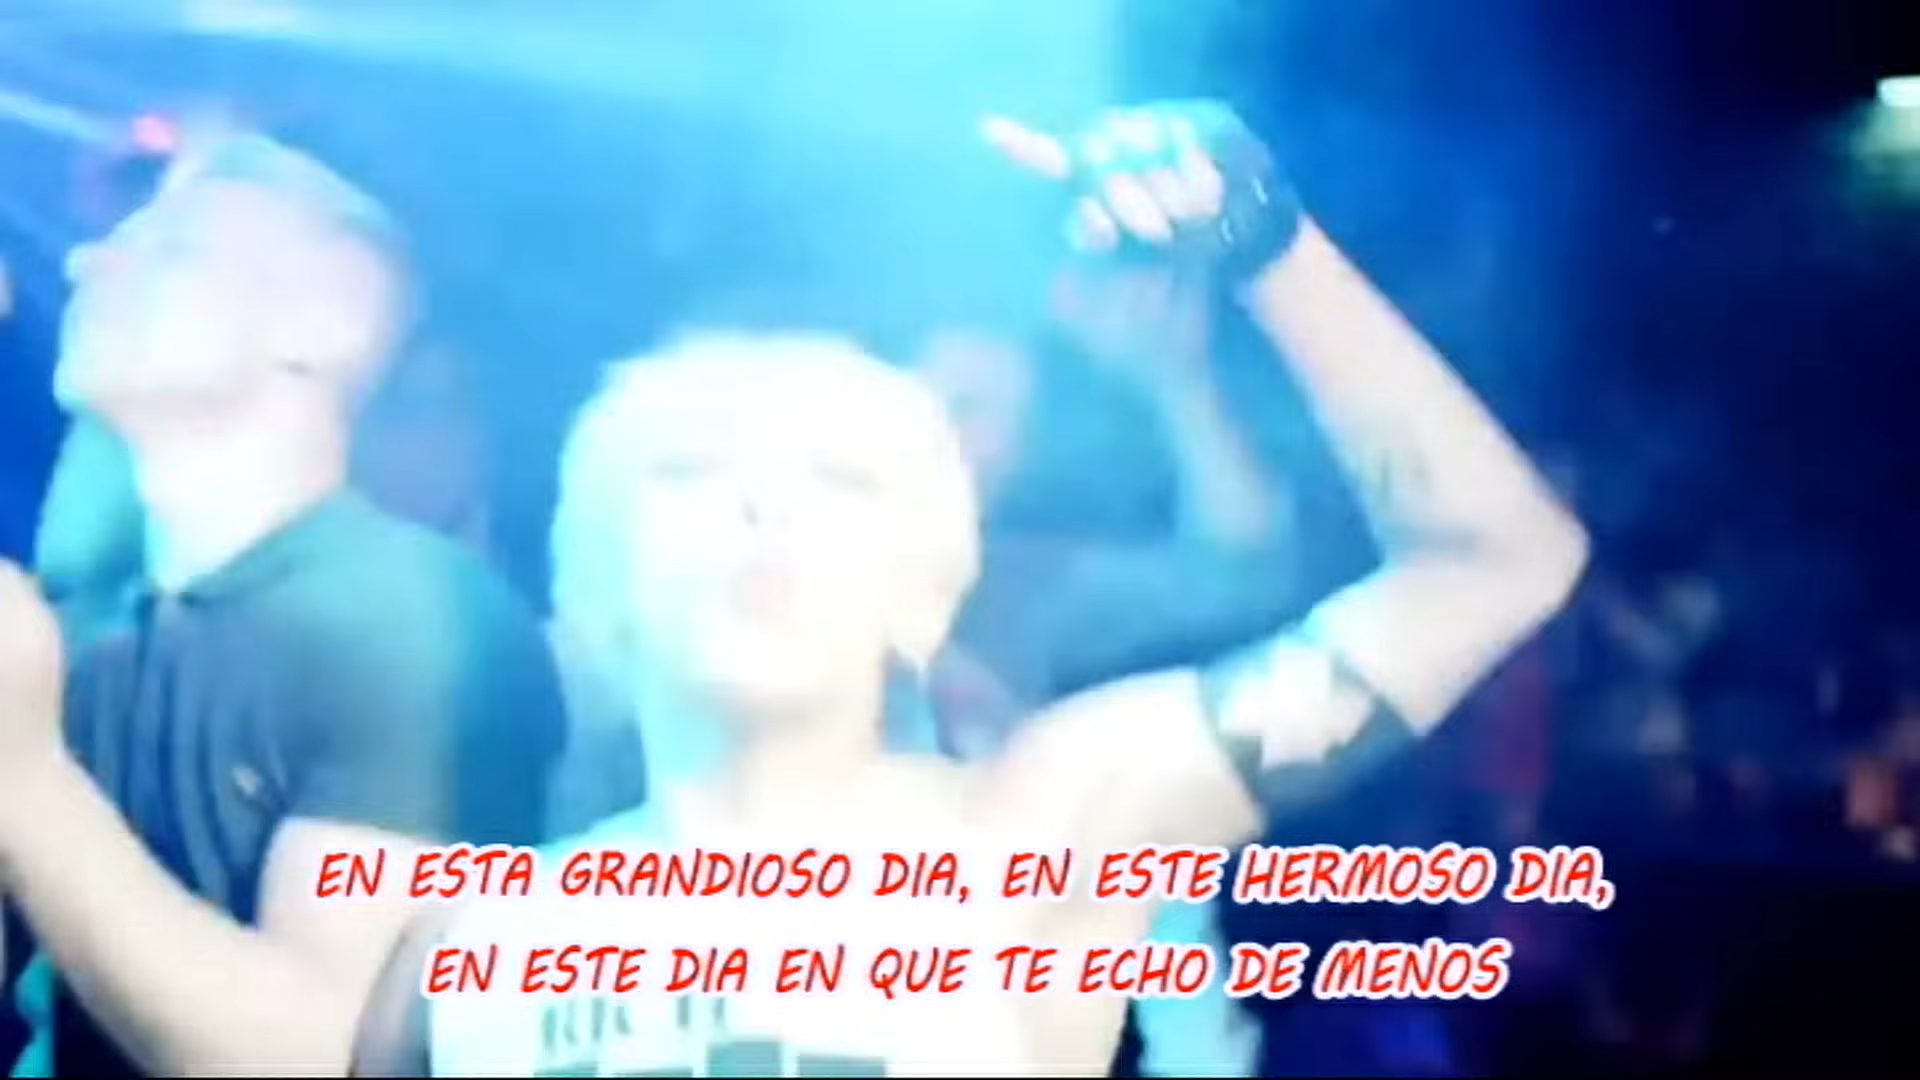 EN ESTA GRANDIOSO DIA, EN ESTE HERMOSO DIA,
EN ESTE DIA EN QUE TE ECHO DE MENOS